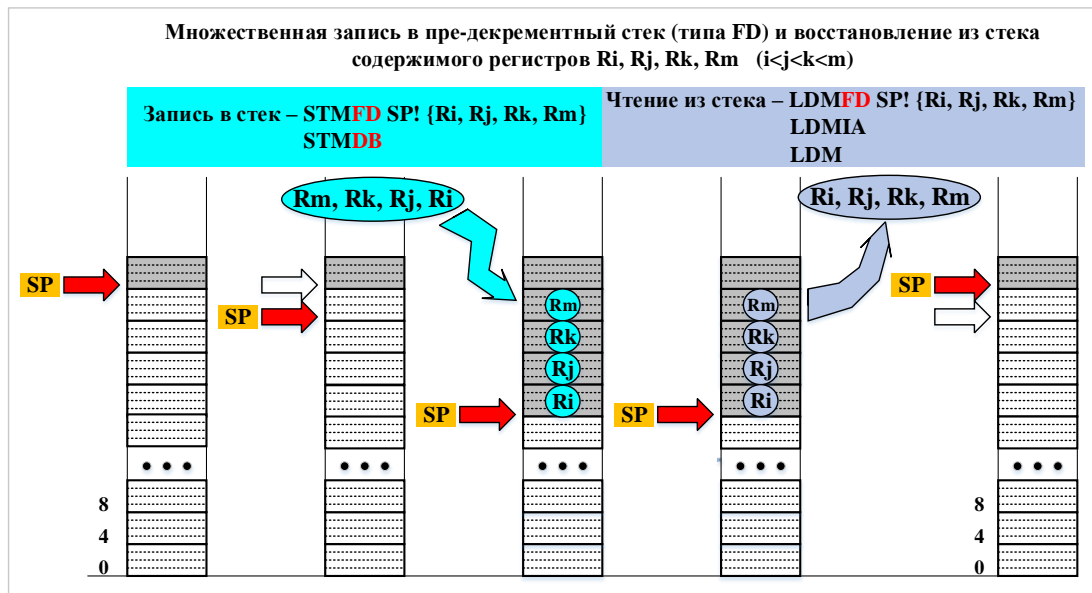 Множественная запись в пре-декрементный стек (типа FD) и восстановление из стека
содержимого регистров Ri, Rj, Rk, Rm (i<j<k<m)
Запись в стек – STMFD SP! {Ri, Rj, Rk, Rm}
STMDB
Чтение из стека – LDMFD SP! {Ri, Rj, Rk, Rm}
LDMIA
LDM
Rm, Rk, Rj, Ri
Ri, Rj, Rk, Rm
SP
SP
SP
SP
SP
Rm
Rk
Rj
Ri
Rm
Rk
Rj
Ri
8
4
0
8
4
0